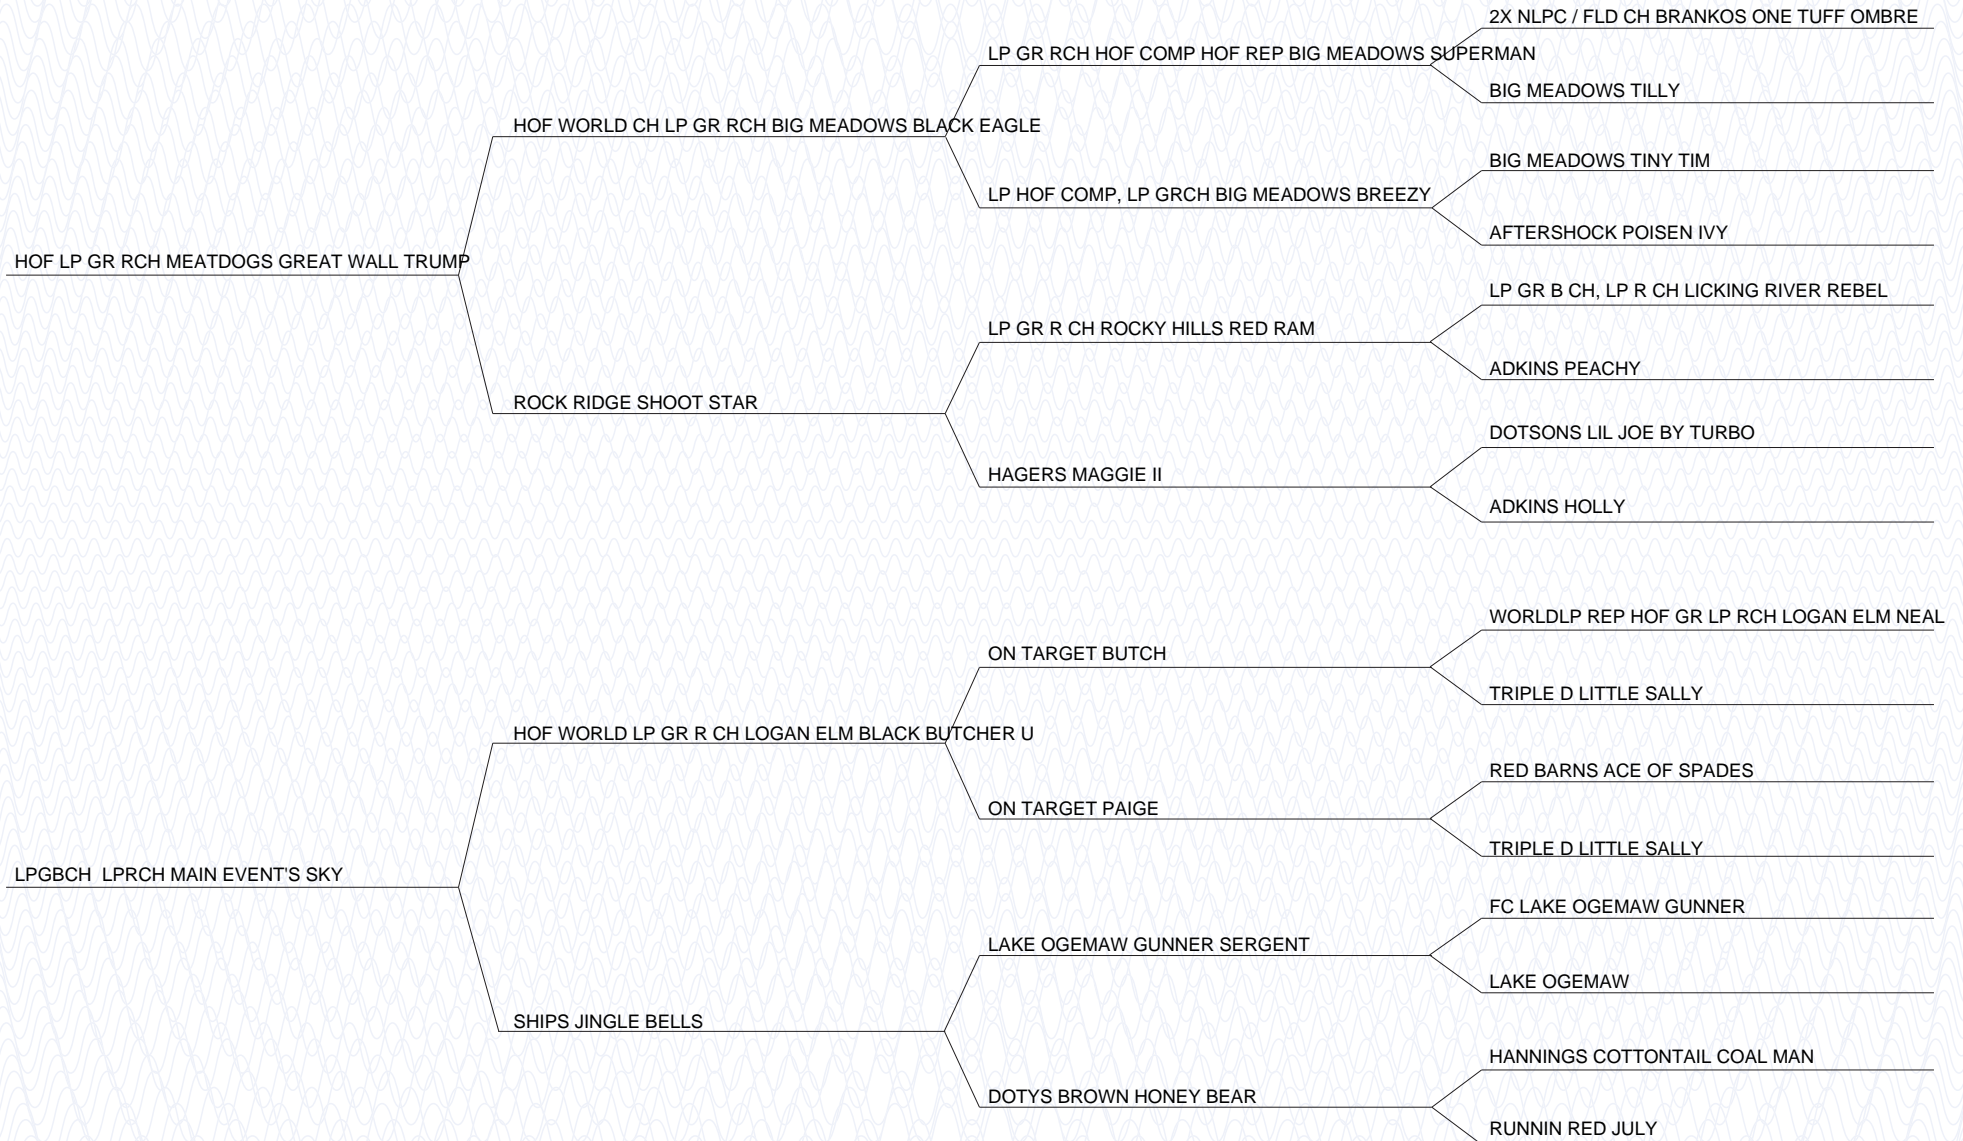 2X NLPC / FLD CH BRANKOS ONE TUFF OMBRE
LP GR RCH HOF COMP HOF REP BIG MEADOWS SUPERMAN
BIG MEADOWS TILLY
HOF WORLD CH LP GR RCH BIG MEADOWS BLACK EAGLE
BIG MEADOWS TINY TIM
LP HOF COMP, LP GRCH BIG MEADOWS BREEZY
AFTERSHOCK POISEN IVY
HOF LP GR RCH MEATDOGS GREAT WALL TRUMP
LP GR B CH, LP R CH LICKING RIVER REBEL
LP GR R CH ROCKY HILLS RED RAM
ADKINS PEACHY
ROCK RIDGE SHOOT STAR
DOTSONS LIL JOE BY TURBO
HAGERS MAGGIE II
ADKINS HOLLY
WORLDLP REP HOF GR LP RCH LOGAN ELM NEAL
ON TARGET BUTCH
TRIPLE D LITTLE SALLY
HOF WORLD LP GR R CH LOGAN ELM BLACK BUTCHER U
RED BARNS ACE OF SPADES
ON TARGET PAIGE
TRIPLE D LITTLE SALLY
LPGBCH  LPRCH MAIN EVENT'S SKY
FC LAKE OGEMAW GUNNER
LAKE OGEMAW GUNNER SERGENT
LAKE OGEMAW
SHIPS JINGLE BELLS
HANNINGS COTTONTAIL COAL MAN
DOTYS BROWN HONEY BEAR
RUNNIN RED JULY